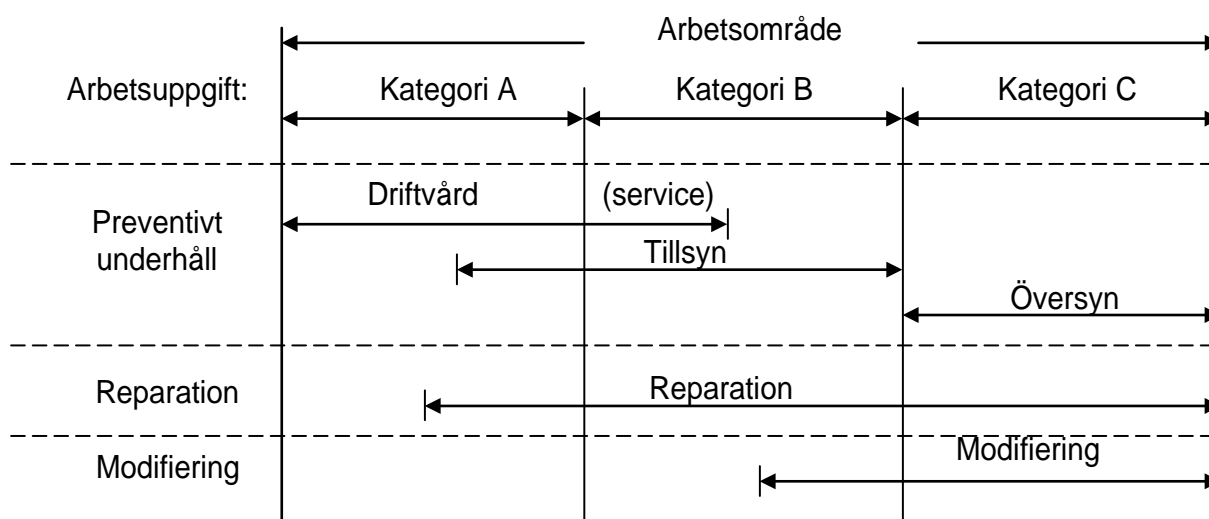 Arbetsområde
Arbetsuppgift: Kategori A Kategori B Kategori C
Driftvård (service)
Preventivt
underhåll
Tillsyn
Översyn
Reparation Reparation
Modifiering
Modifiering